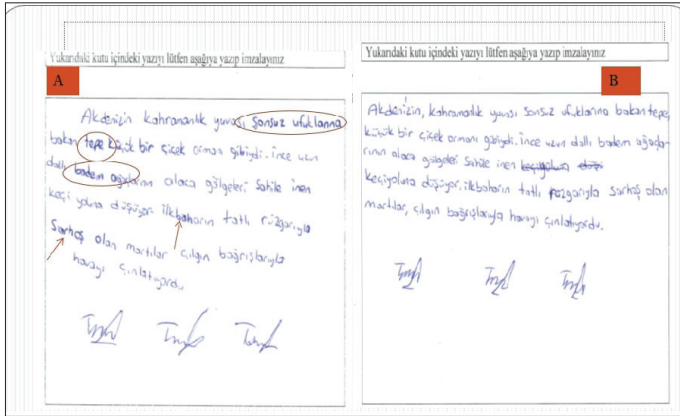 Yukarıdaki kutu içindeki yazıyı lütfen aşağıya yazıp imzalayınız
A
Akdenizin kahramanlık yuvası sonsuz ufuklarına
bakan tepe küçük bir çiçek ormanı gibiydi. İnce uzun
dallı badem ağaçlarının alaca gölgeleri sahile inen
keçi yoluna düşüyor. ilkbaharın tatlı rüzgarıyla
Sarhoş olan martılar çılgın bağrışlarıyla
havayı çınlatıyordu
Yukarıdaki kutu içindeki yazıyı lütfen aşağıya yazıp imzalayınız
B
Akdenizin, kahramanlık yuvası sonsuz ufuklarına bakan tepe,
küçük bir çiçek ormanı gibiydi. İnce uzun dallı badem ağaçla-
rının alaca gölgeleri sahile inen
keçiyoluna düşüyor, ilkbaharın tatlı rüzgarıyla sarhoş olan
martılar, çılgın bağrışlarıyla havayı çınlatıyordu.